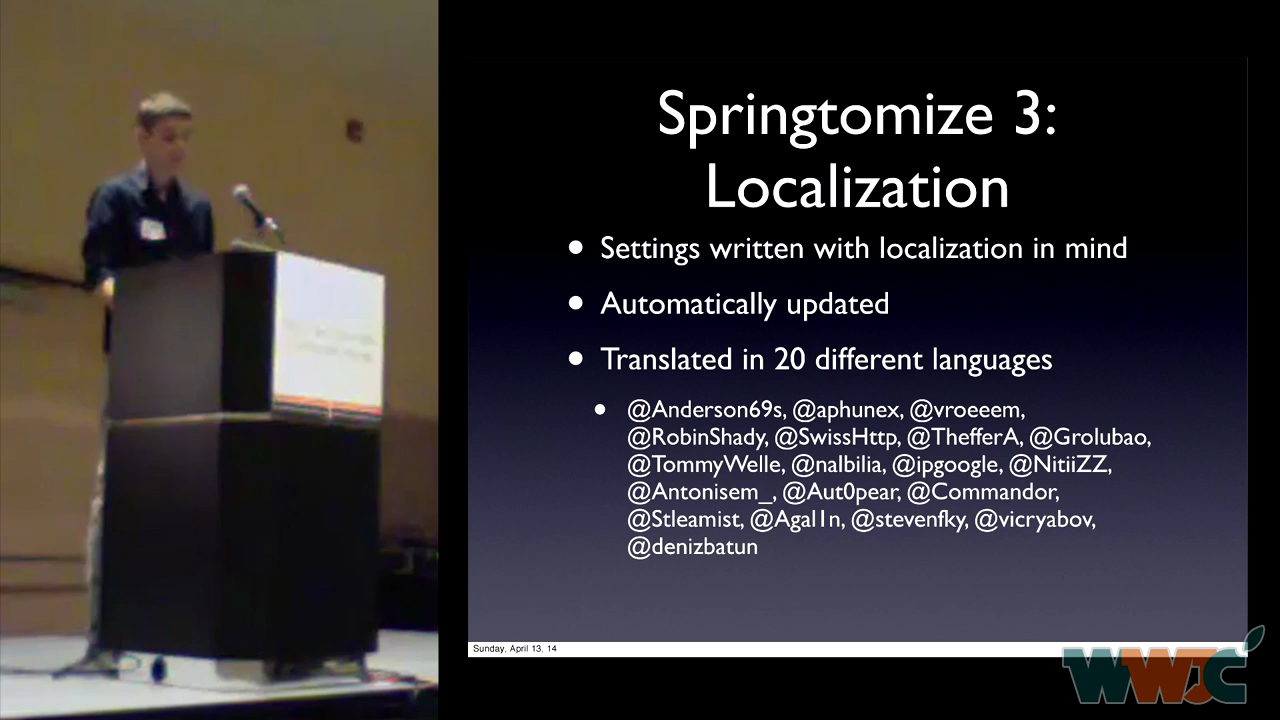 Springtomize 3:
Localization
Settings written with localization in mind
Automatically updated
Translated in 20 different languages
@Anderson69s, @aphunex, @vroeeem,
@RobinShady, @SwissHttp, @ThefferA, @Grolubao,
@TommyWelle, @nalbilia, @ipgoogle, @NitiiZZ,
@Antonisem_, @Aut0pear, @Commandor,
@Stleamist, @Agal1n, @stevenfky, @vicryabov,
@denizbatun
Sunday, April 13, 14
WWJC